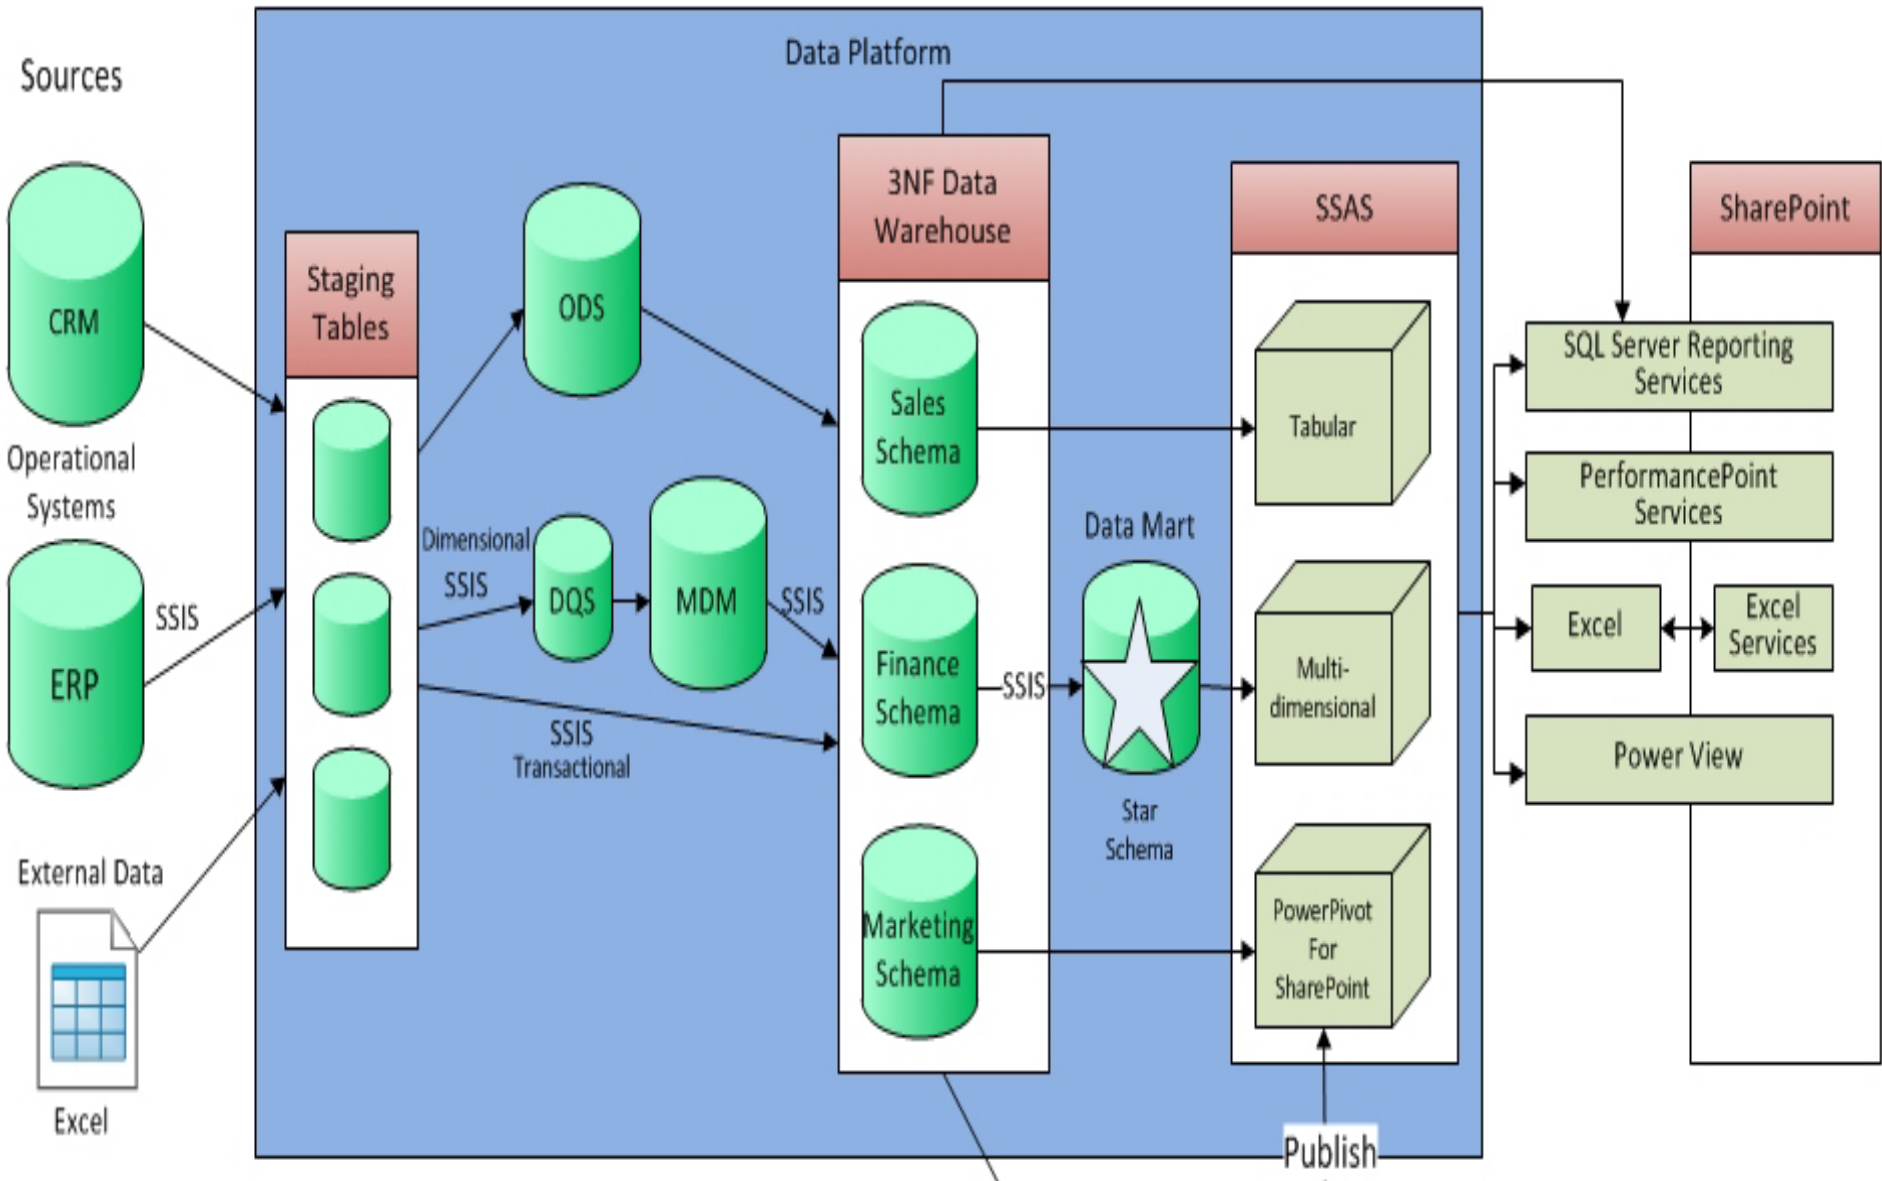 Data Platform
Sources
CRM
Operational
Systems
ERP
SSIS
External Data
Excel
Staging
Tables
ODS
Dimensional
SSIS
DQS
MDM
SSIS
SSIS
Transactional
3NF Data
Warehouse
Sales
Schema
Finance
Schema
Marketing
Schema
SSIS
Data Mart
Star
Schema
SSAS
Tabular
Multi-
dimensional
PowerPivot
For
SharePoint
Publish
SharePoint
SQL Server Reporting
Services
PerformancePoint
Services
Excel
Excel
Services
Power View